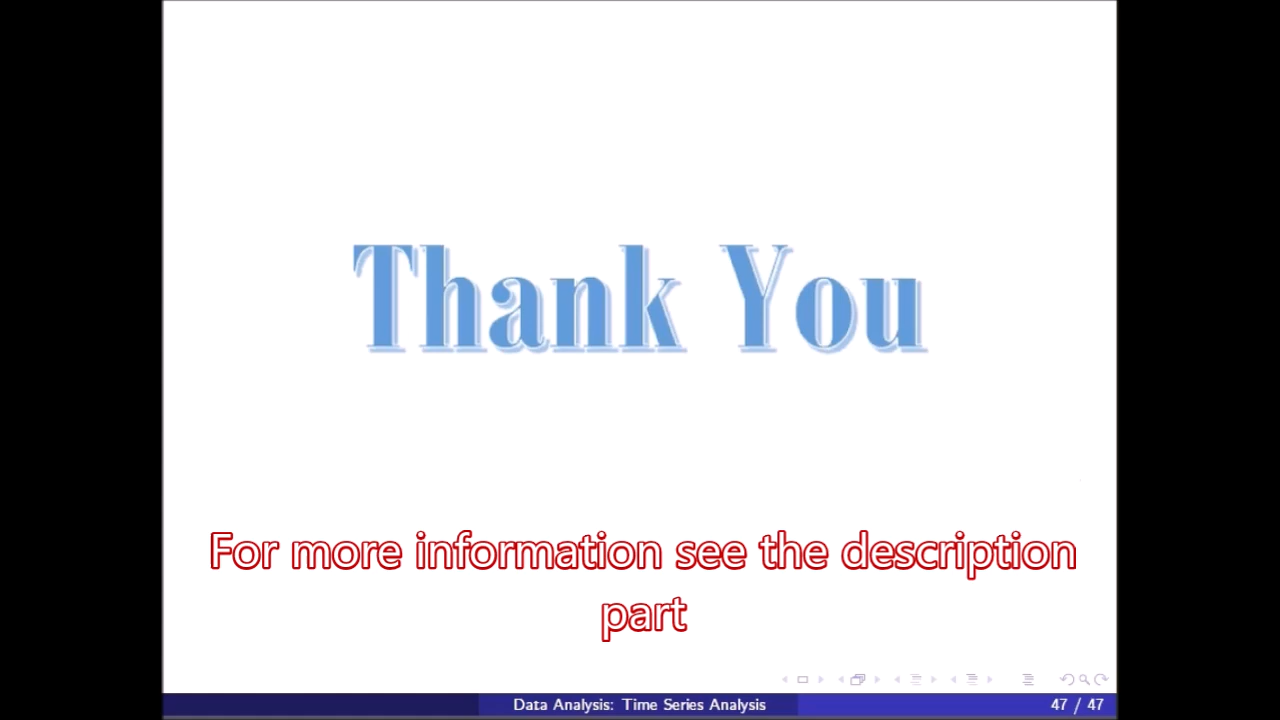 Thank You
For more information see the description
part
Data Analysis: Time Series Analysis
47 / 47